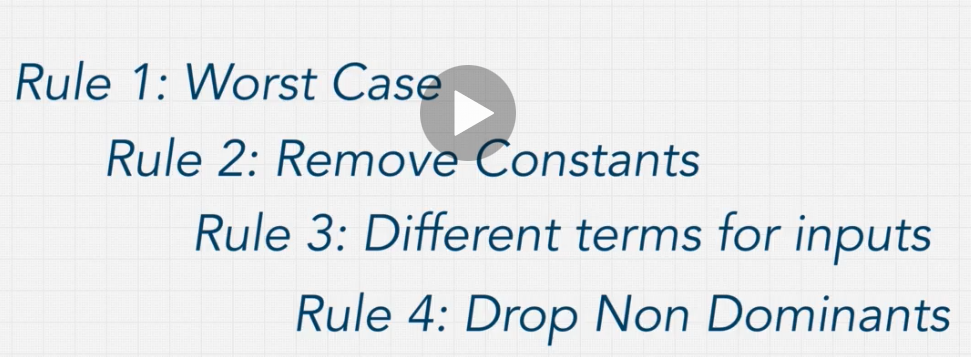 Rule 1: Worst Case
Rule 2: Remove Constants
Rule 3: Different terms for inputs
Rule 4: Drop Non Dominants